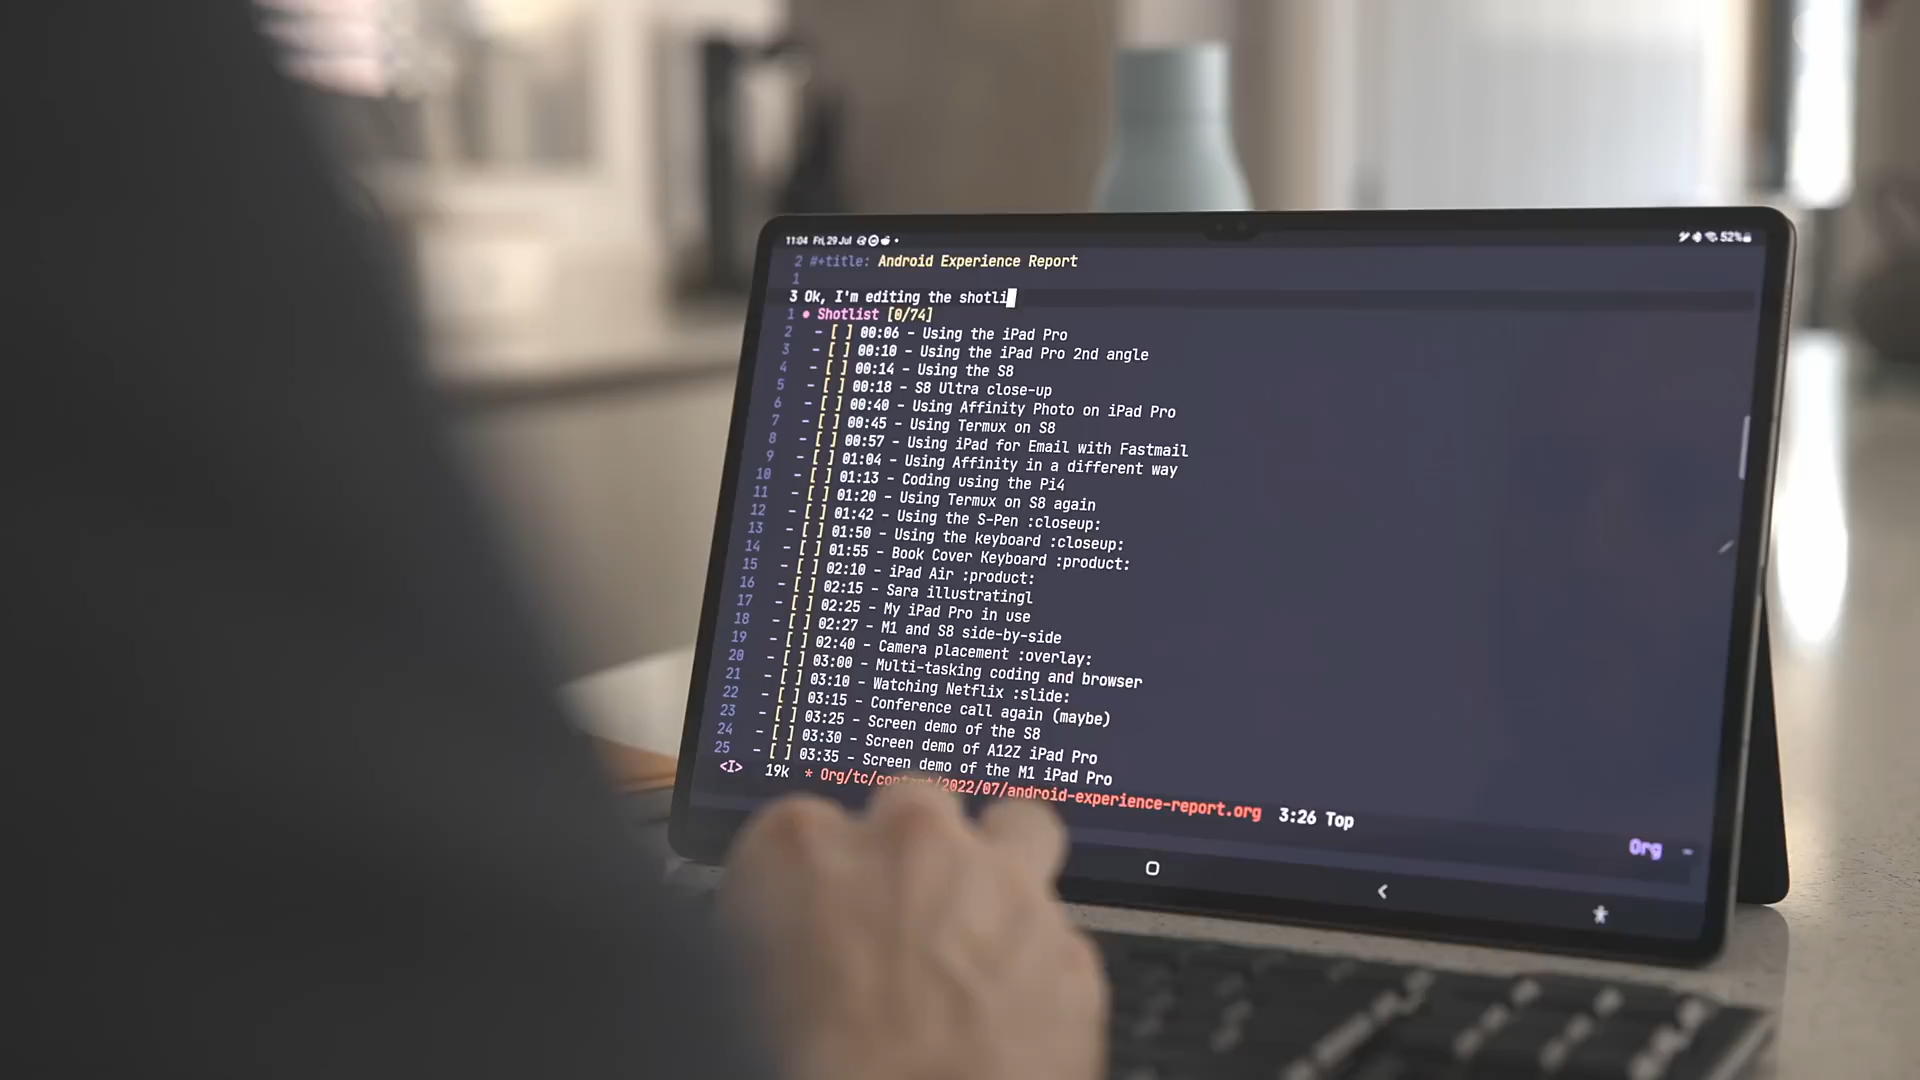 11:04 Fri, 29 Jul
52%
2 #+title: Android Experience Report
1
3 Ok, I'm editing the shotli
1 • Shotlist [0/74]
2 - [ ] 00:06 - Using the iPad Pro
3 - [ ] 00:10 - Using the iPad Pro 2nd angle
4 - [ ] 00:14 - Using the S8
5 - [ ] 00:18 - S8 Ultra close-up
6 - [ ] 00:40 - Using Affinity Photo on iPad Pro
7 - [ ] 00:45 - Using Termux on S8
8 - [ ] 00:57 - Using iPad for Email with Fastmail
9 - [ ] 01:04 - Using Affinity in a different way
10 - [ ] 01:13 - Coding using the Pi4
11 - [ ] 01:20 - Using Termux on S8 again
12 - [ ] 01:42 - Using the S-Pen :closeup:
13 - [ ] 01:50 - Using the keyboard :closeup:
14 - [ ] 01:55 - Book Cover Keyboard :product:
15 - [ ] 02:10 - iPad Air :product:
16 - [ ] 02:15 - Sara illustratingl
17 - [ ] 02:25 - My iPad Pro in use
18 - [ ] 02:27 - M1 and S8 side-by-side
19 - [ ] 02:40 - Camera placement :overlay:
20 - [ ] 03:00 - Multi-tasking coding and browser
21 - [ ] 03:10 - Watching Netflix :slide:
22 - [ ] 03:15 - Conference call again (maybe)
23 - [ ] 03:25 - Screen demo of the S8
24 - [ ] 03:30 - Screen demo of A12Z iPad Pro
25 - [ ] 03:35 - Screen demo of the M1 iPad Pro
<I> 19k * Org/tc/content/2022/07/android-experience-report.org 3:26 Top
Org